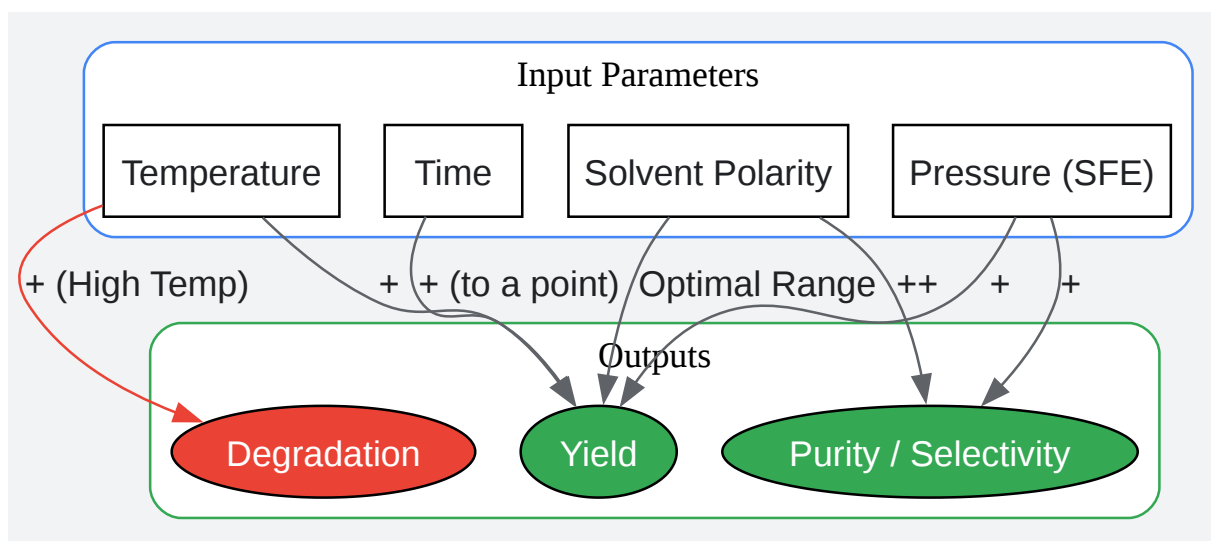 Input Parameters
Temperature
Time
Solvent Polarity
Pressure (SFE)
+ (High Temp)
+
+ (to a point)
Optimal Range
++
+
+
Outputs
Degradation
Yield
Purity / Selectivity